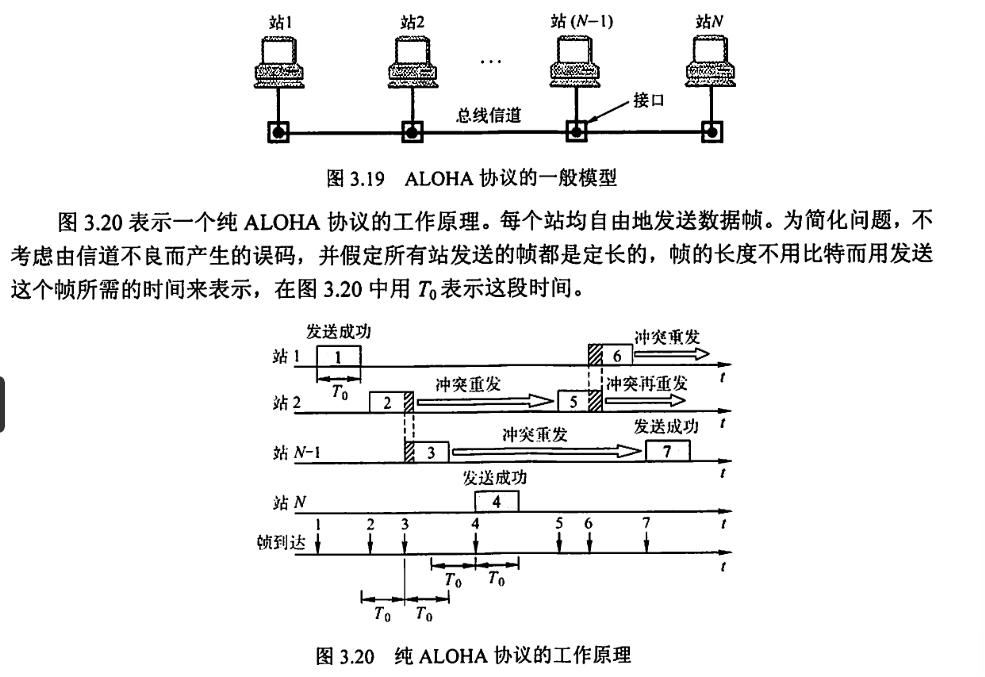 站1 站2 站 (N−1) 站N
...
接口
总线信道
图 3.19 ALOHA 协议的一般模型
图 3.20 表示一个纯 ALOHA 协议的工作原理。每个站均自由地发送数据帧。为简化问题，不
考虑由信道不良而产生的误码，并假定所有站发送的帧都是定长的，帧的长度不用比特而用发送
这个帧所需的时间来表示，在图 3.20 中用 T₀表示这段时间。
发送成功 冲突重发
站 1 1 6 t
T₀ 冲突重发 冲突再重发
站 2 2 5 t
冲突重发 发送成功
站 N-1 3 7 t
发送成功
站 N 4 t
1 2 3 4 5 6 7
帧到达 t
T₀ T₀
T₀ T₀
图 3.20 纯 ALOHA 协议的工作原理